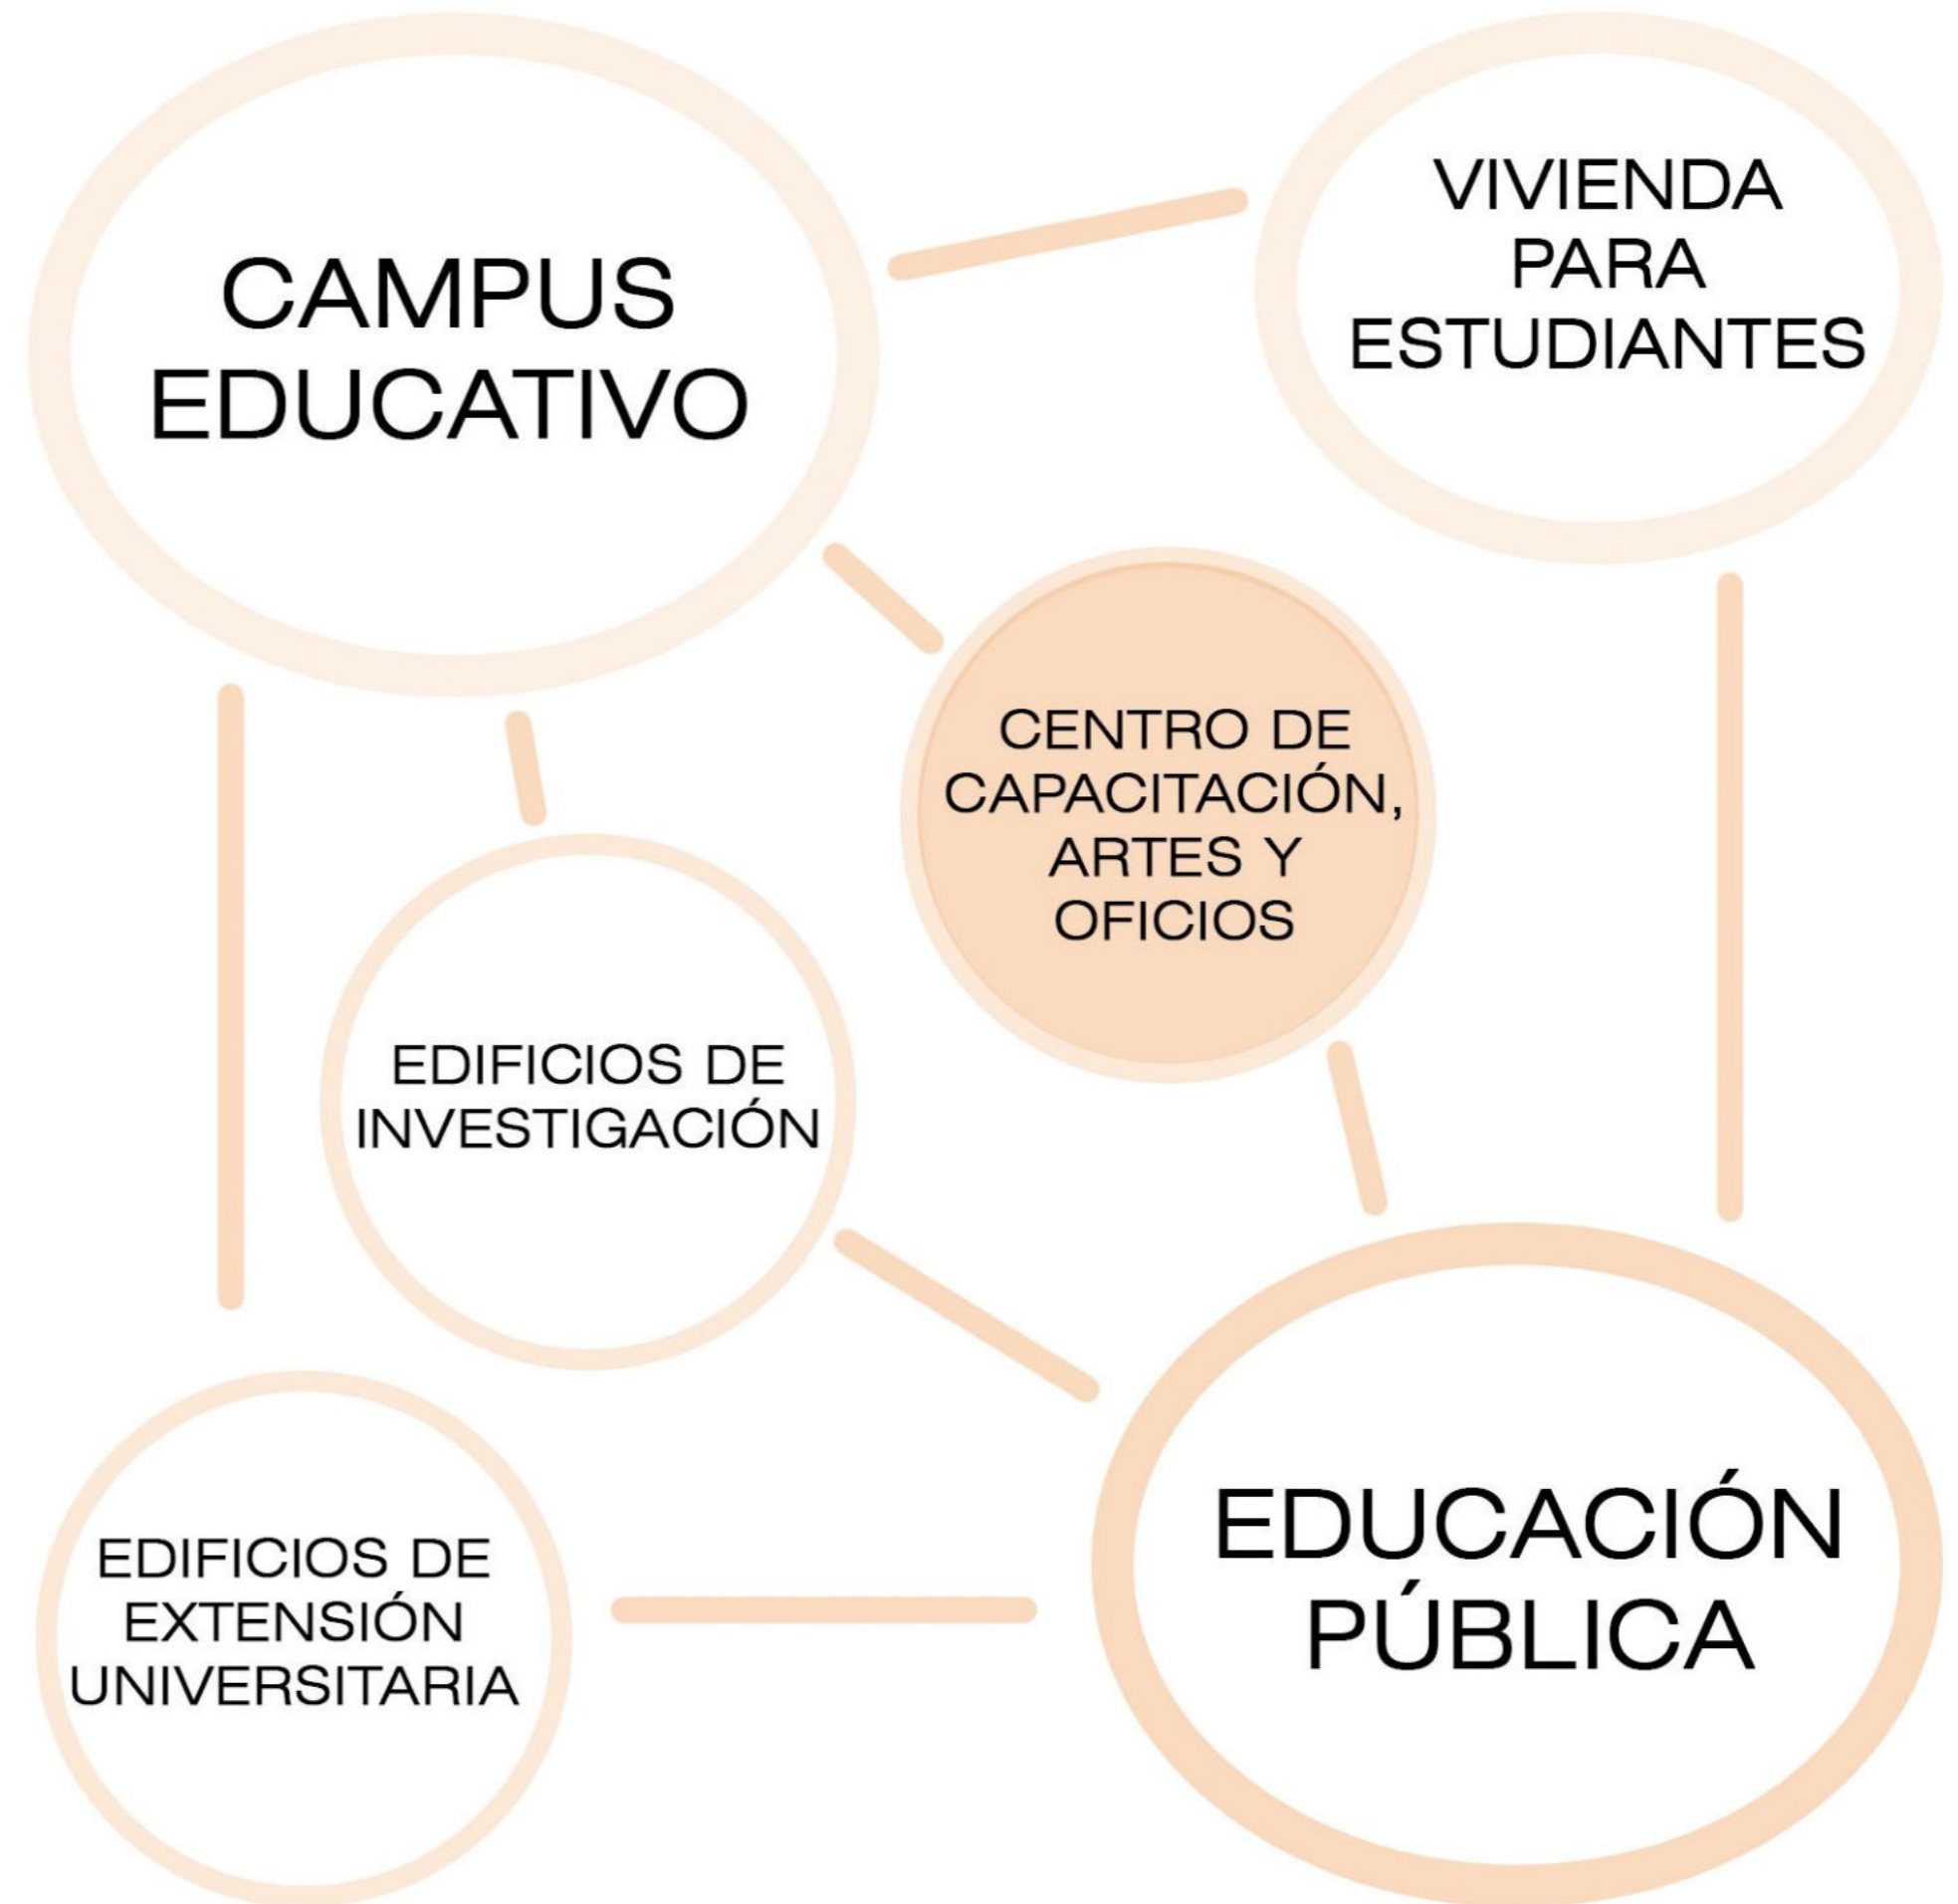 CAMPUS
EDUCATIVO
VIVIENDA
PARA
ESTUDIANTES
CENTRO DE
CAPACITACIÓN,
ARTES Y
OFICIOS
EDIFICIOS DE
INVESTIGACIÓN
EDIFICIOS DE
EXTENSIÓN
UNIVERSITARIA
EDUCACIÓN
PÚBLICA